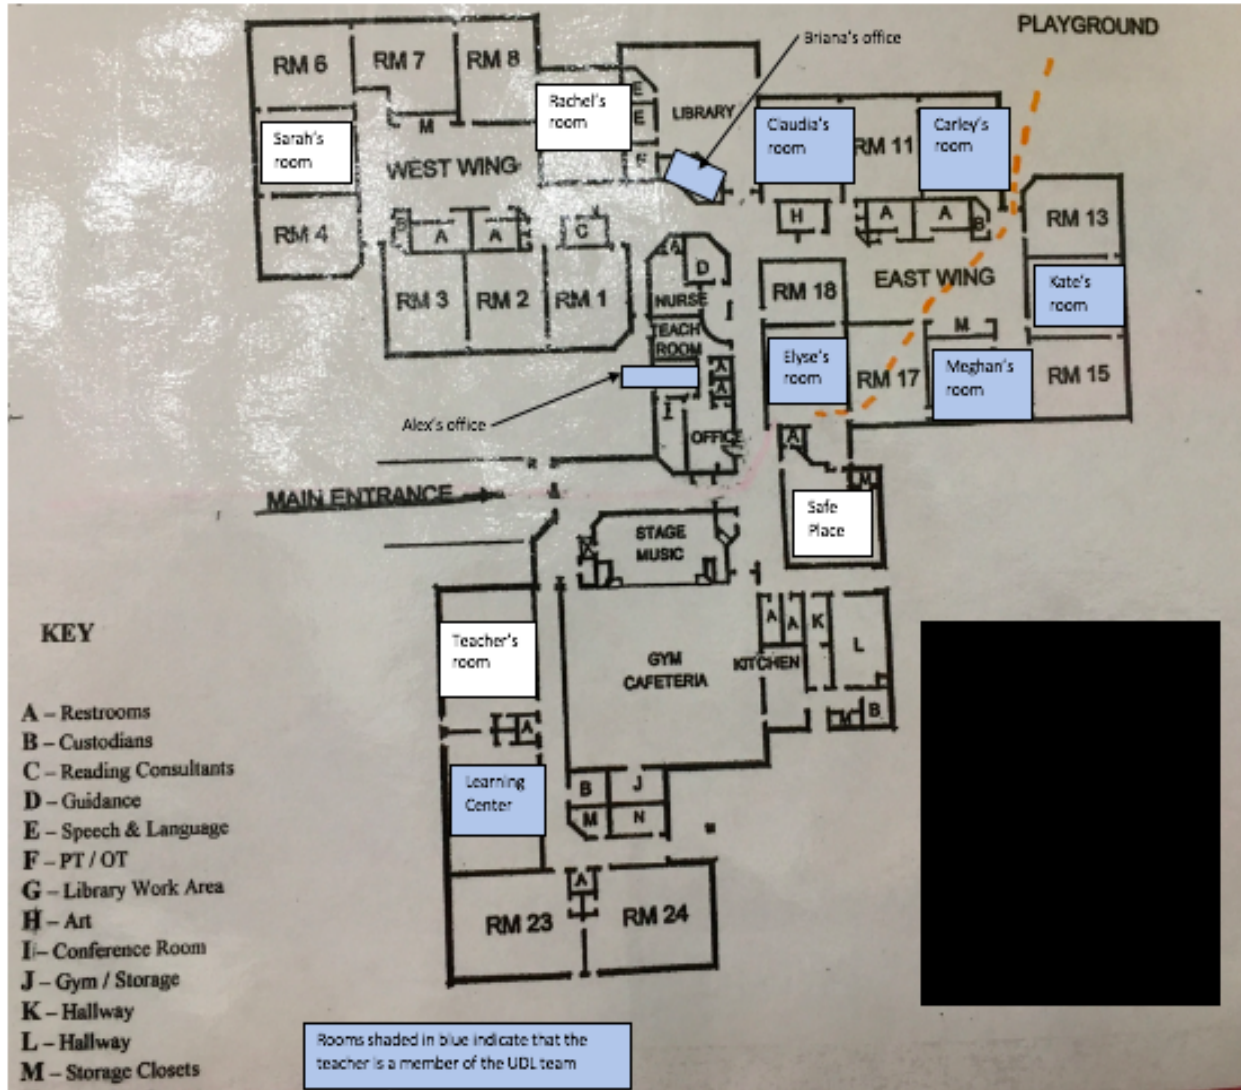 PLAYGROUND
Briana's office
RM 6
RM 7
RM 8
Rachel's
room
E
E
F
LIBRARY
Claudia's
room
RM 11
Carley's
room
Sarah's
room
M
WEST WING
RM 4
B
A
A
C
H
A
A
B
RM 13
RM 3
RM 2
RM 1
A
D
NURSE
RM 18
EAST WING
Kate's
room
TEACH
ROOM
M
Elyse's
room
RM 17
Meghan's
room
RM 15
A
A
Alex's office
I
OFFICE
A
M
MAIN ENTRANCE
Safe
Place
STAGE
MUSIC
Teacher's
room
GYM
CAFETERIA
A
A
K
L
KITCHEN
M
B
A
Learning
Center
B
J
M
N
A
RM 23
RM 24
KEY
A – Restrooms
B – Custodians
C – Reading Consultants
D – Guidance
E – Speech & Language
F – PT / OT
G – Library Work Area
H – Art
I – Conference Room
J – Gym / Storage
K – Hallway
L – Hallway
M – Storage Closets
Rooms shaded in blue indicate that the
teacher is a member of the UDL team